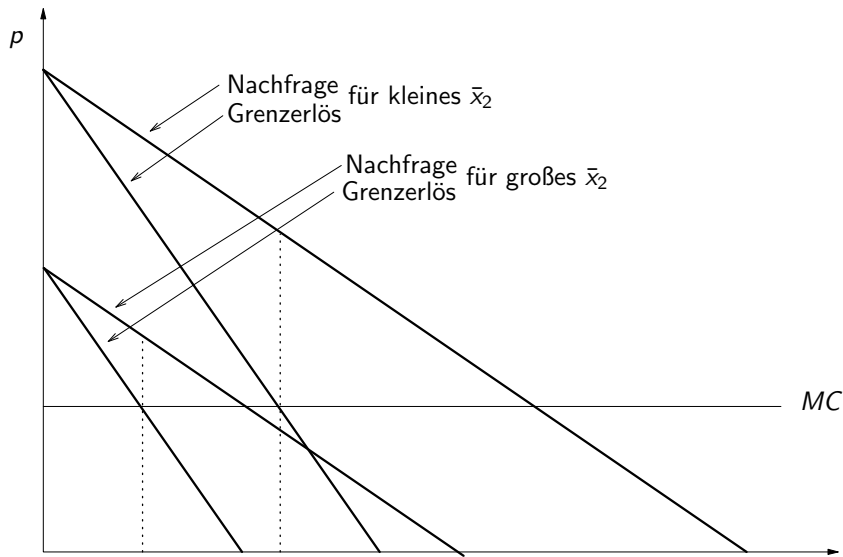 p
Nachfrage für kleines x̄₂
Grenzerlös
Nachfrage für großes x̄₂
Grenzerlös
MC